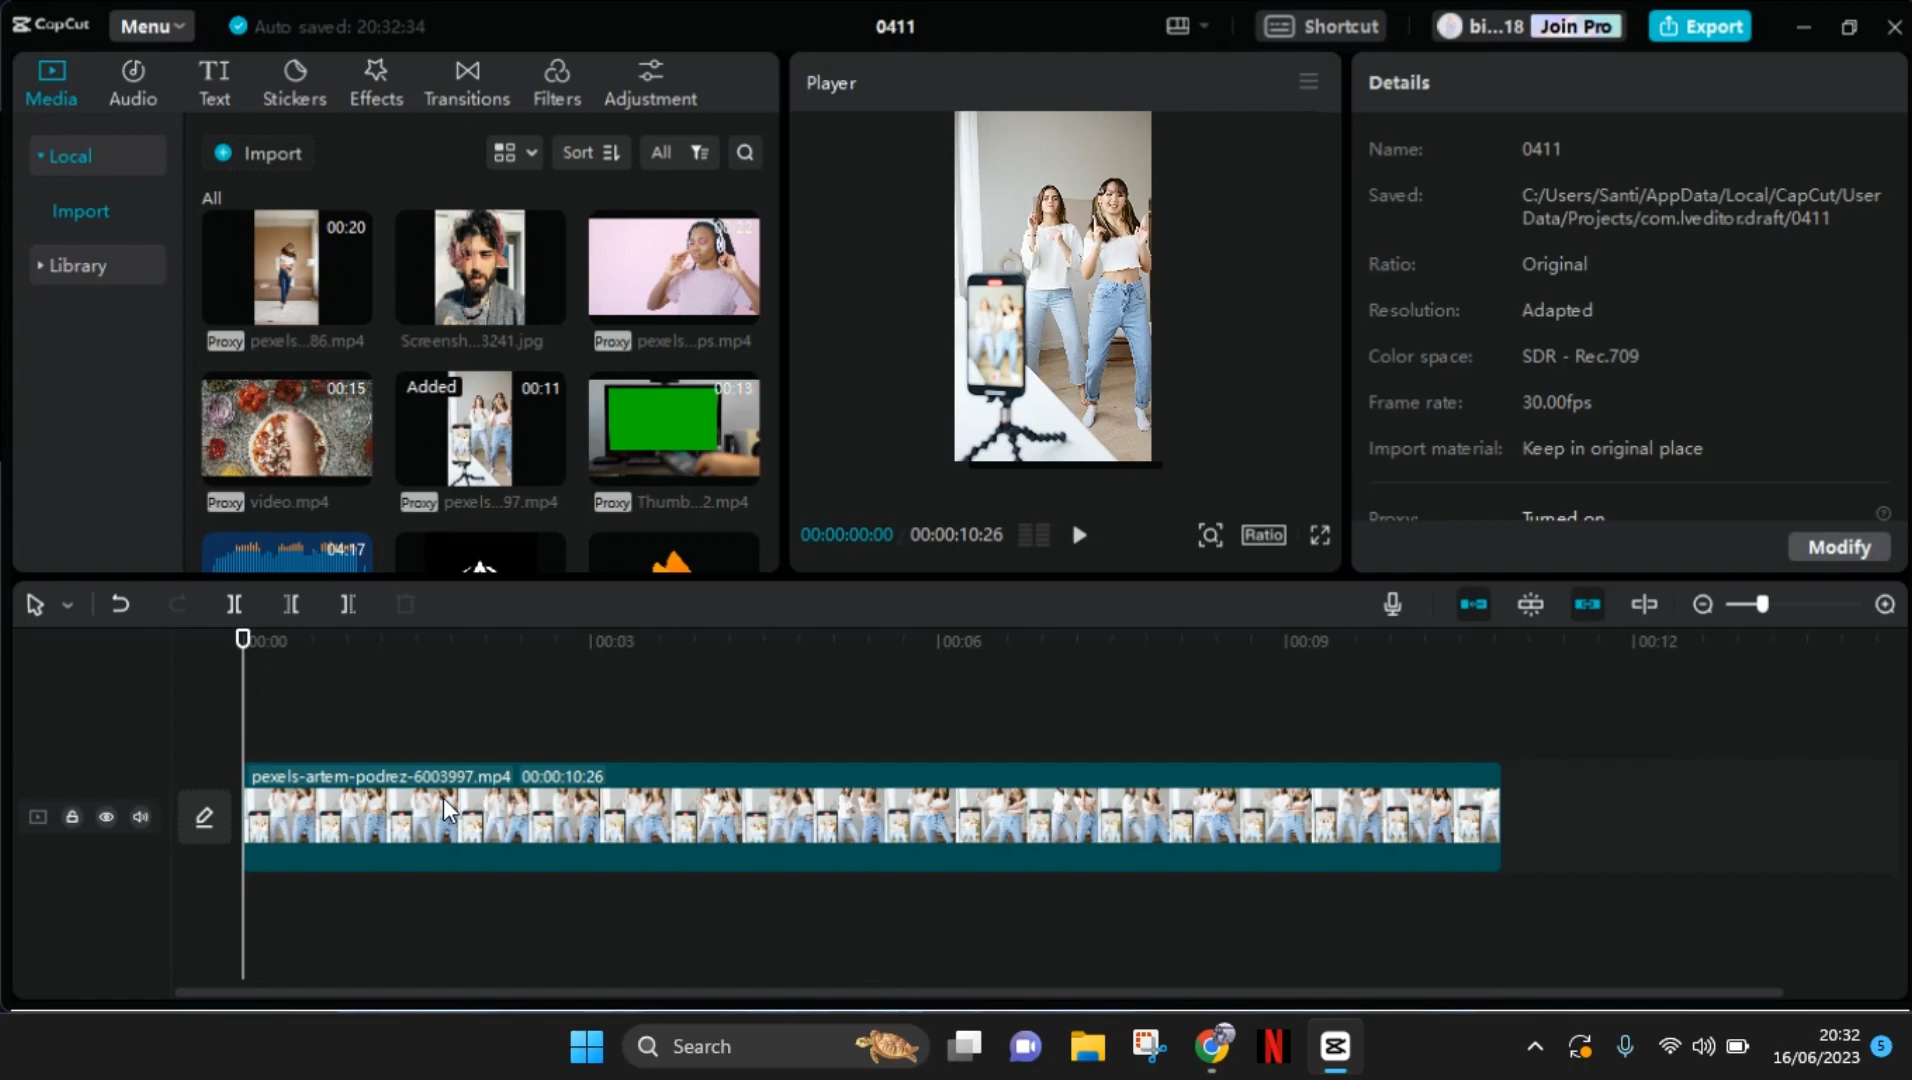 CapCut
Menu
Auto saved: 20:32:34
0411
Shortcut
bi...18
Join Pro
Export
Media
Audio
TI
Text
Stickers
Effects
Transitions
Filters
Adjustment
Player
Details
Local
Import
Library
Import
Sort
All
All
00:20
00:22
Proxy pexels...86.mp4
Screensh...3241.jpg
Proxy pexels...ps.mp4
00:15
Added
00:11
00:13
Proxy video.mp4
Proxy pexels...97.mp4
Proxy Thumb...2.mp4
04:17
00:00:00:00
00:00:10:26
Ratio
Name: 0411
Saved: C:/Users/Santi/AppData/Local/CapCut/User
Data/Projects/com.lveditor.draft/0411
Ratio: Original
Resolution: Adapted
Color space: SDR - Rec.709
Frame rate: 30.00fps
Import material: Keep in original place
Proxy: Turned on
Modify
00:00
00:03
00:06
00:09
00:12
pexels-artem-podrez-6003997.mp4 00:00:10:26
Search
20:32
16/06/2023
5